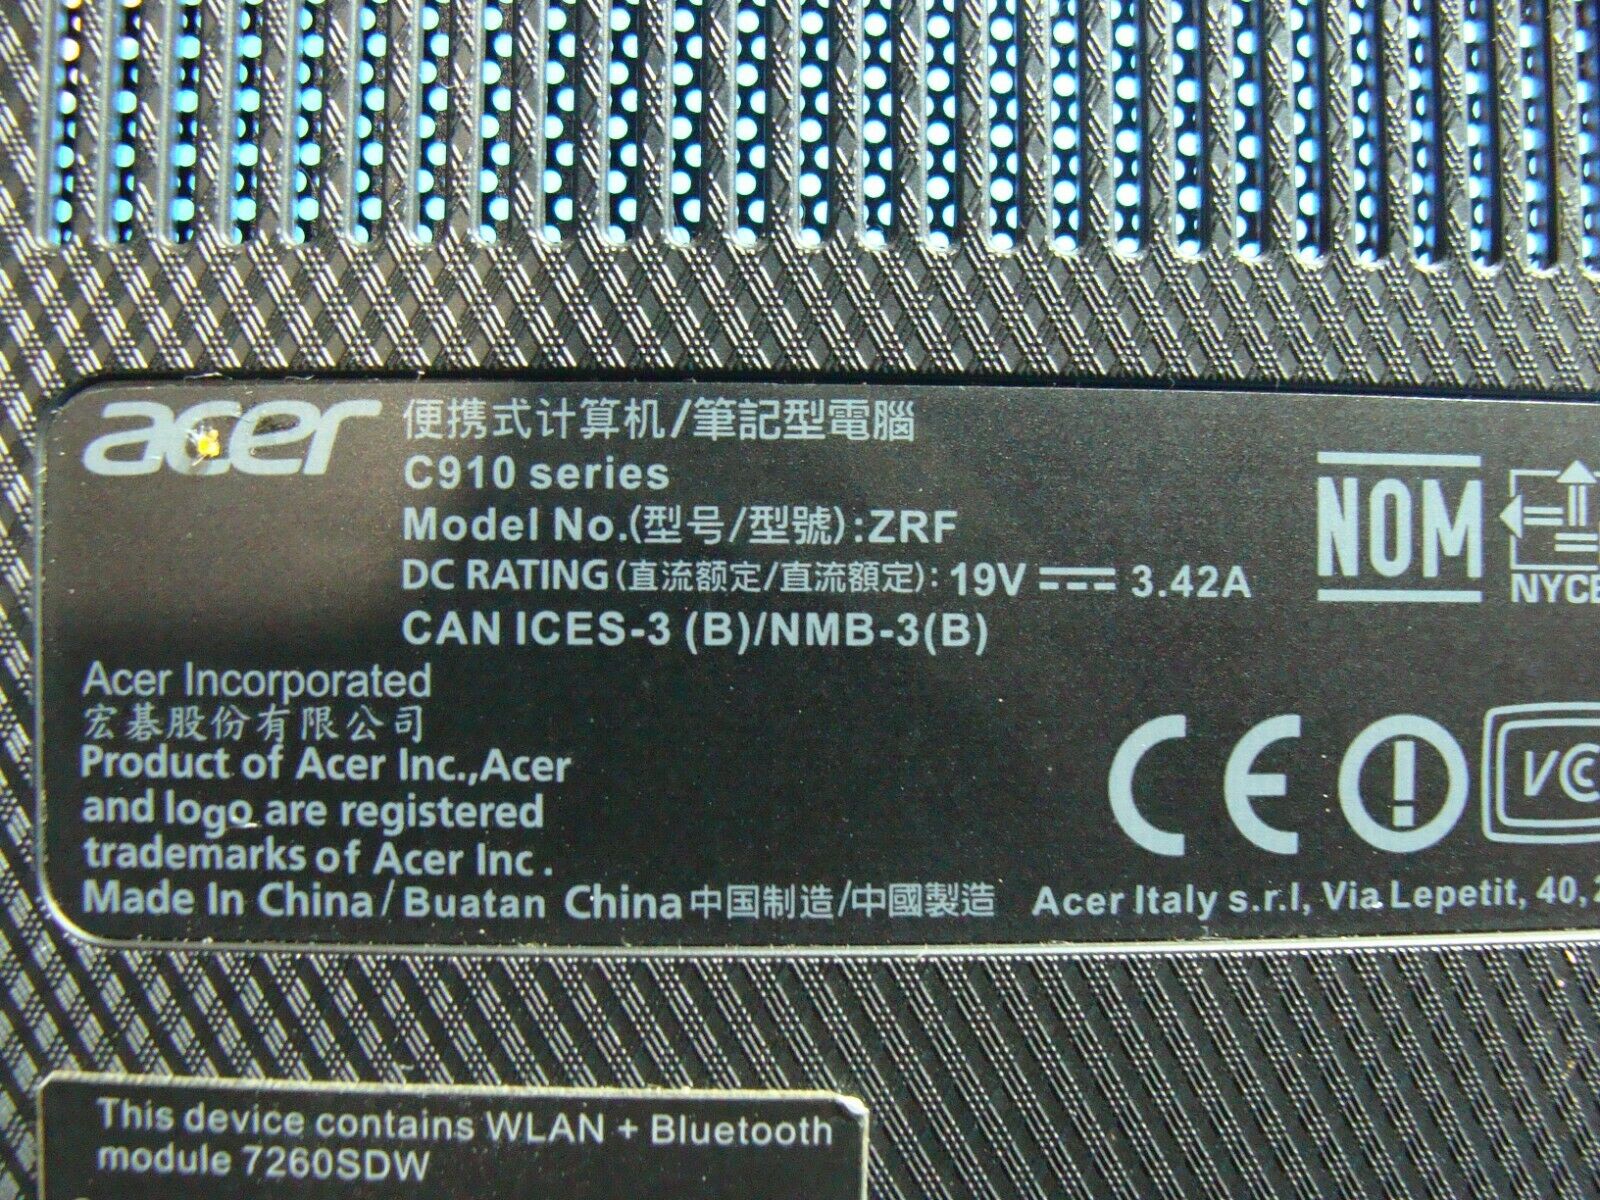 acer 便携式计算机/筆記型電腦
C910 series
Model No.(型号/型號):ZRF
DC RATING(直流额定/直流額定): 19V 3.42A
CAN ICES-3 (B)/NMB-3(B)
NOM
NYCE
Acer Incorporated
宏碁股份有限公司
Product of Acer Inc.,Acer
and logo are registered
trademarks of Acer Inc.
Made In China/Buatan China中国制造/中國製造
CE
Acer Italy s.r.l, Via Lepetit, 40,
This device contains WLAN + Bluetooth
module 7260SDW